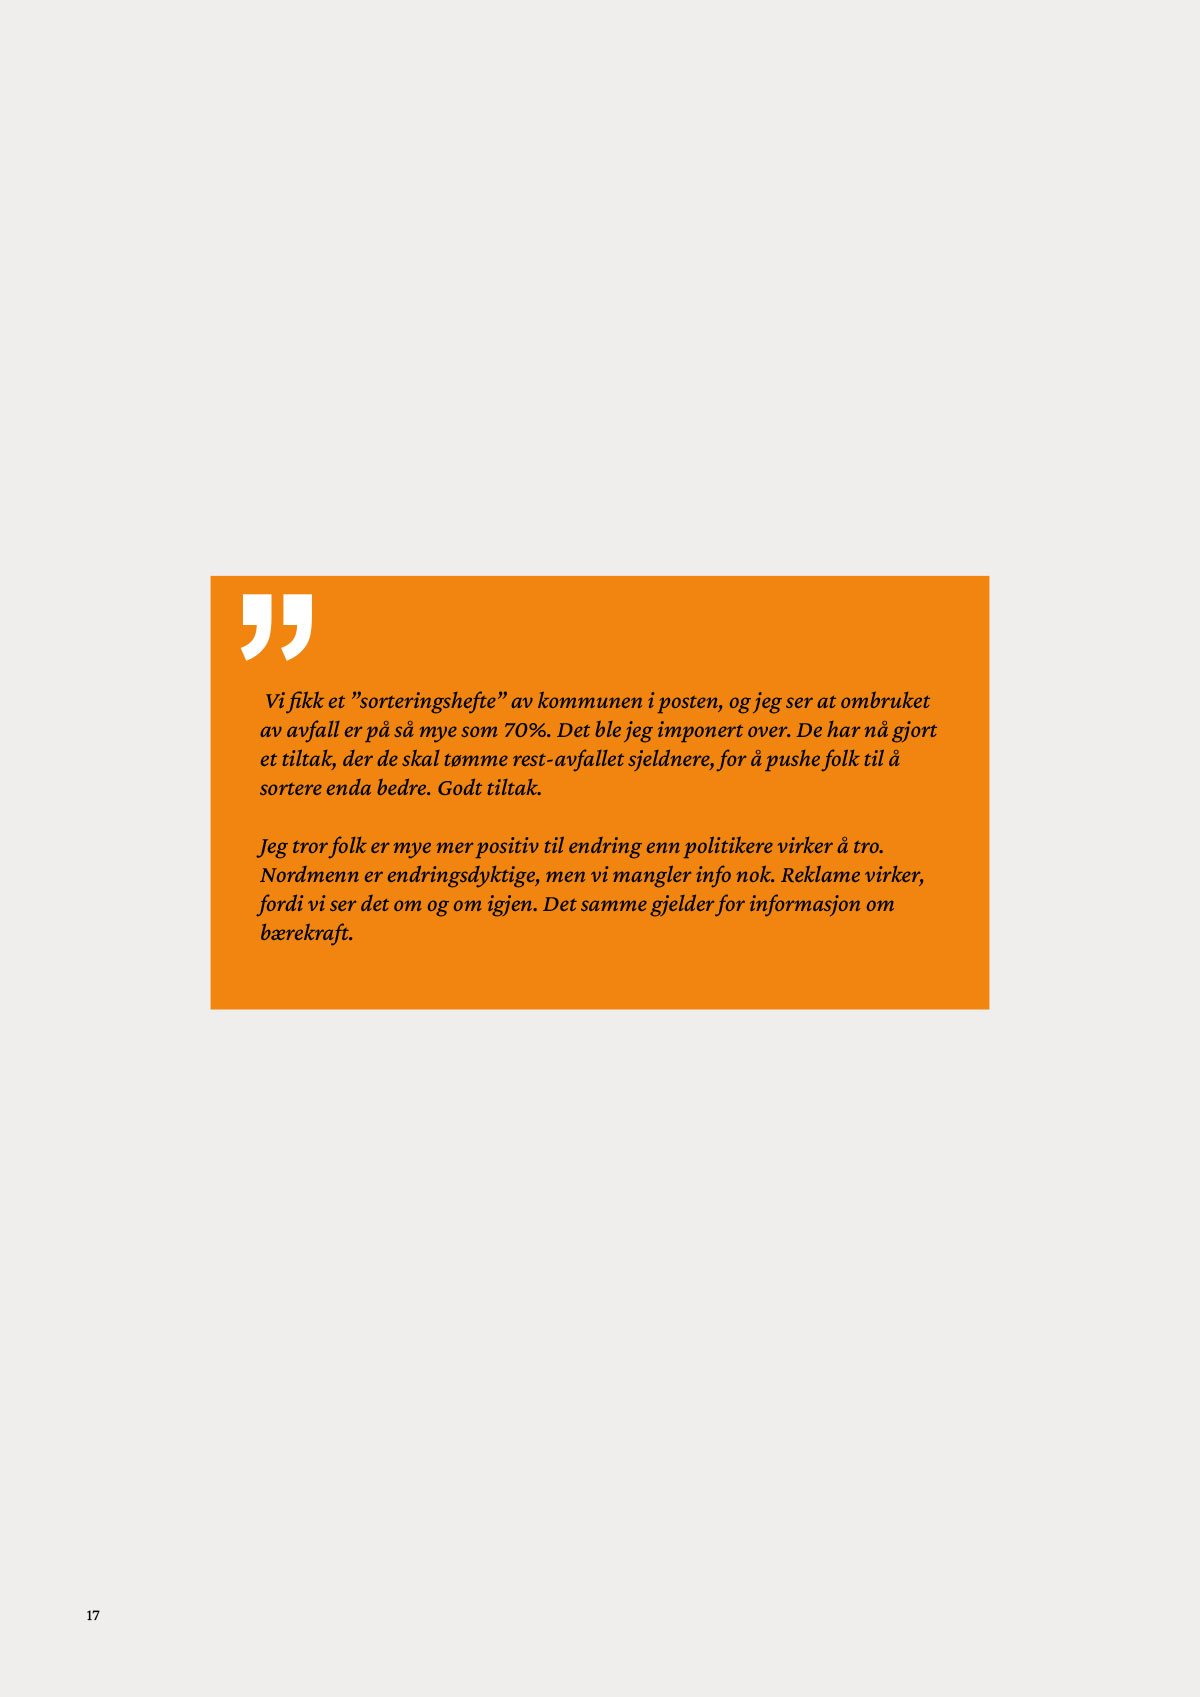 ”
Vi fikk et ”sorteringshefte” av kommunen i posten, og jeg ser at ombruket
av avfall er på så mye som 70%. Det ble jeg imponert over. De har nå gjort
et tiltak, der de skal tømme rest-avfallet sjeldnere, for å pushe folk til å
sortere enda bedre. Godt tiltak.
Jeg tror folk er mye mer positiv til endring enn politikere virker å tro.
Nordmenn er endringsdyktige, men vi mangler info nok. Reklame virker,
fordi vi ser det om og om igjen. Det samme gjelder for informasjon om
bærekraft.
17